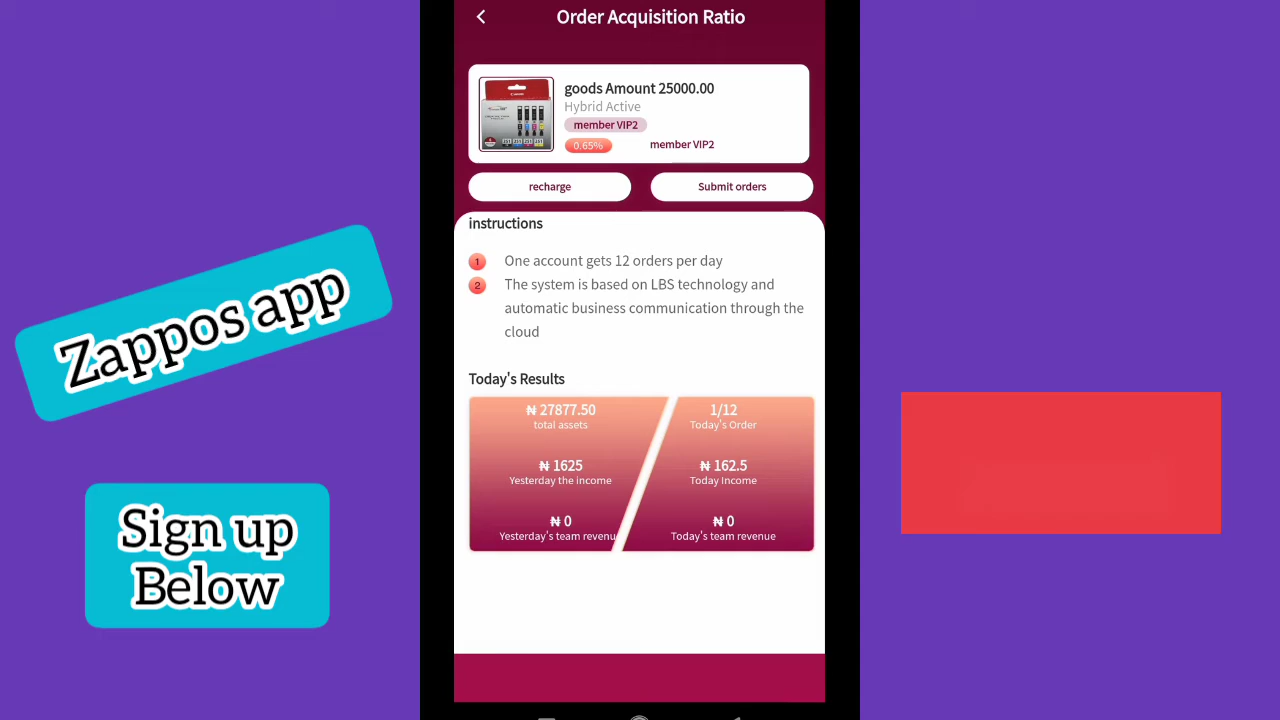 Order Acquisition Ratio
goods Amount 25000.00
Hybrid Active
member VIP2
0.65%
member VIP2
recharge
Submit orders
instructions
1 One account gets 12 orders per day
2 The system is based on LBS technology and
automatic business communication through the
cloud
Today's Results
₦ 27877.50
total assets
1/12
Today's Order
₦ 1625
Yesterday the income
₦ 162.5
Today Income
₦ 0
Yesterday's team revenu
₦ 0
Today's team revenue
Zappos app
Sign up
Below